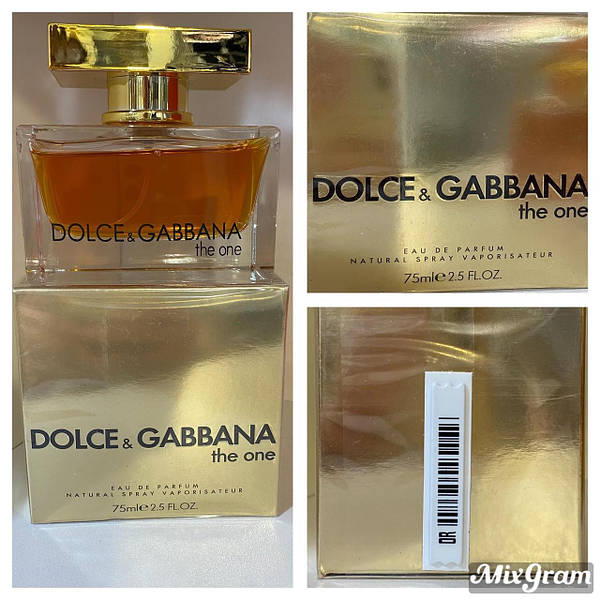 DOLCE & GABBANA
the one
DOLCE & GABBANA
the one
EAU DE PARFUM
NATURAL SPRAY VAPORISATEUR
75ml e 2.5 FL.OZ.
DOLCE & GABBANA
the one
EAU DE PARFUM
NATURAL SPRAY VAPORISATEUR
75ml e 2.5 FL.OZ.
DR
MixGram